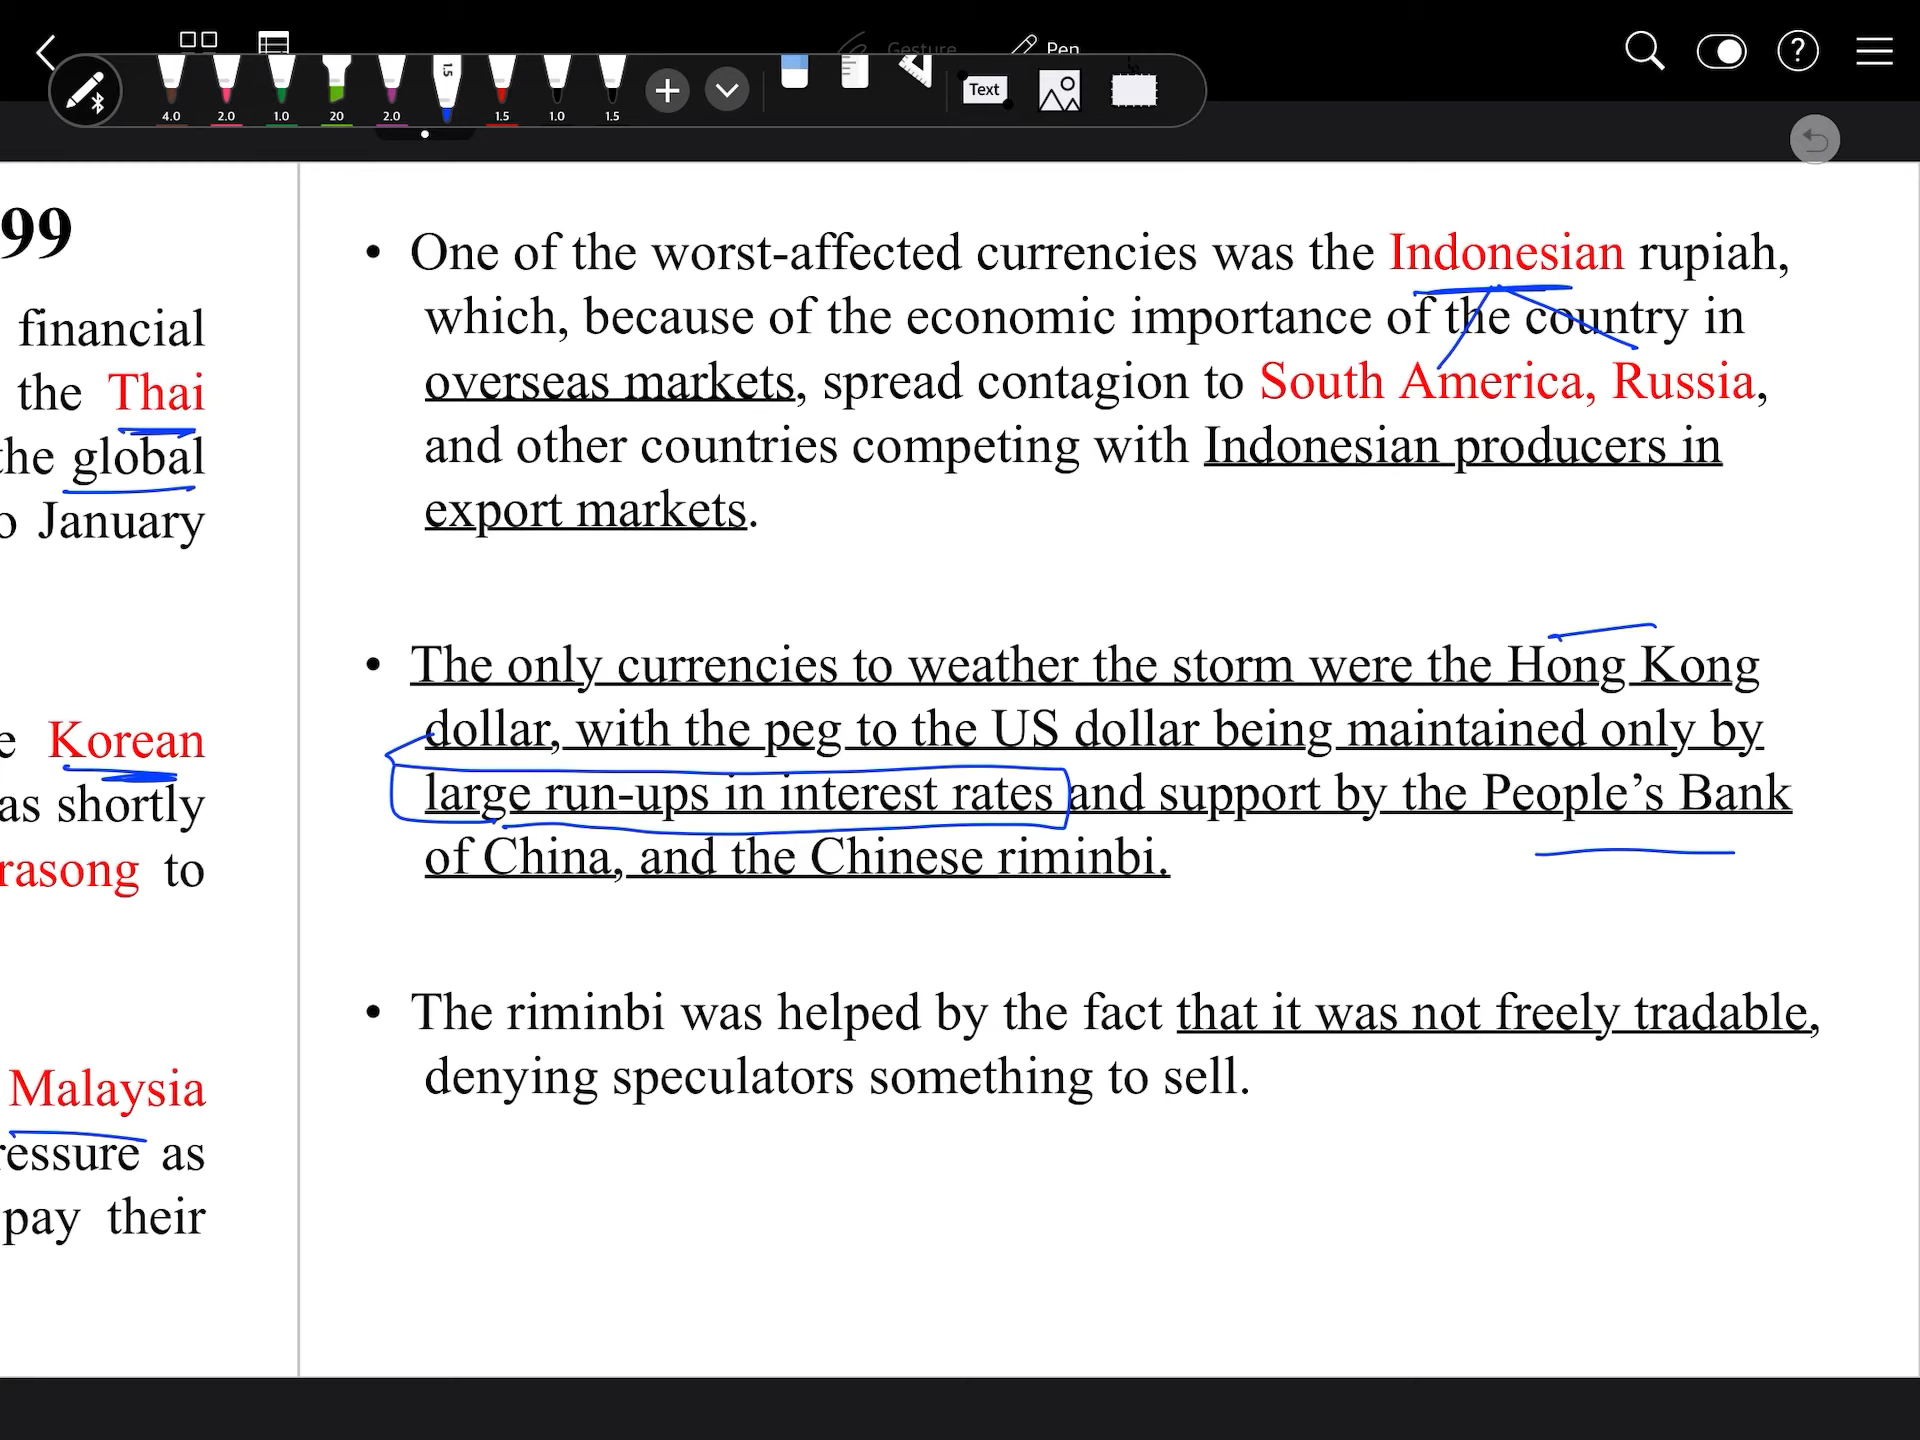 Gesture
Pen
4.0
2.0
1.0
20
2.0
1.5
1.5
1.0
1.5
Text
99
financial
the Thai
the global
January
Korean
as shortly
rasong to
Malaysia
ressure as
pay their
• One of the worst-affected currencies was the Indonesian rupiah,
which, because of the economic importance of the country in
overseas markets, spread contagion to South America, Russia,
and other countries competing with Indonesian producers in
export markets.
• The only currencies to weather the storm were the Hong Kong
dollar, with the peg to the US dollar being maintained only by
large run-ups in interest rates and support by the People's Bank
of China, and the Chinese riminbi.
• The riminbi was helped by the fact that it was not freely tradable,
denying speculators something to sell.